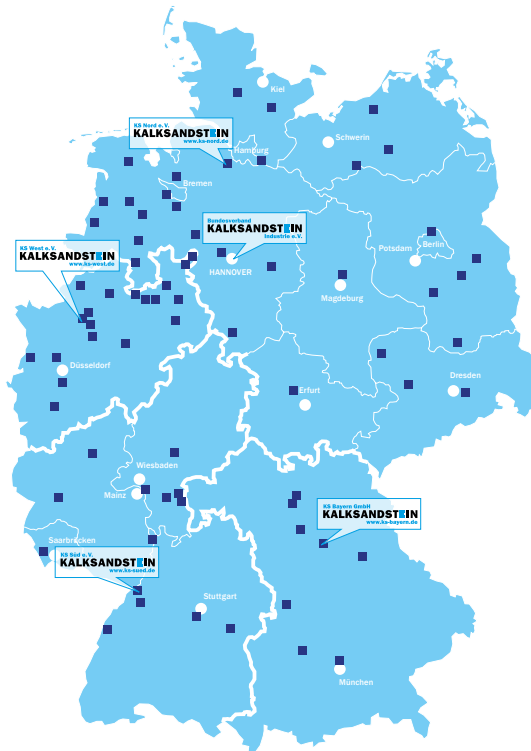 Kiel
KS Nord e. V.
KALKSANDSTEIN
www.ks-nord.de
Schwerin
Hamburg
Bremen
Bundesverband
KALKSANDSTEIN
Industrie e.V.
KS West e. V.
KALKSANDSTEIN
www.ks-west.de
HANNOVER
Berlin
Potsdam
Magdeburg
Düsseldorf
Erfurt
Dresden
Wiesbaden
Mainz
KS Bayern GmbH
KALKSANDSTEIN
www.ks-bayern.de
Saarbrücken
KS Süd e. V.
KALKSANDSTEIN
www.ks-sued.de
Stuttgart
München